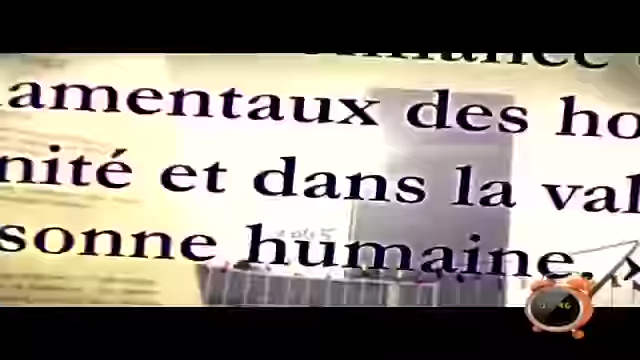 amentaux des ho
nité et dans la val
sonne humaine.